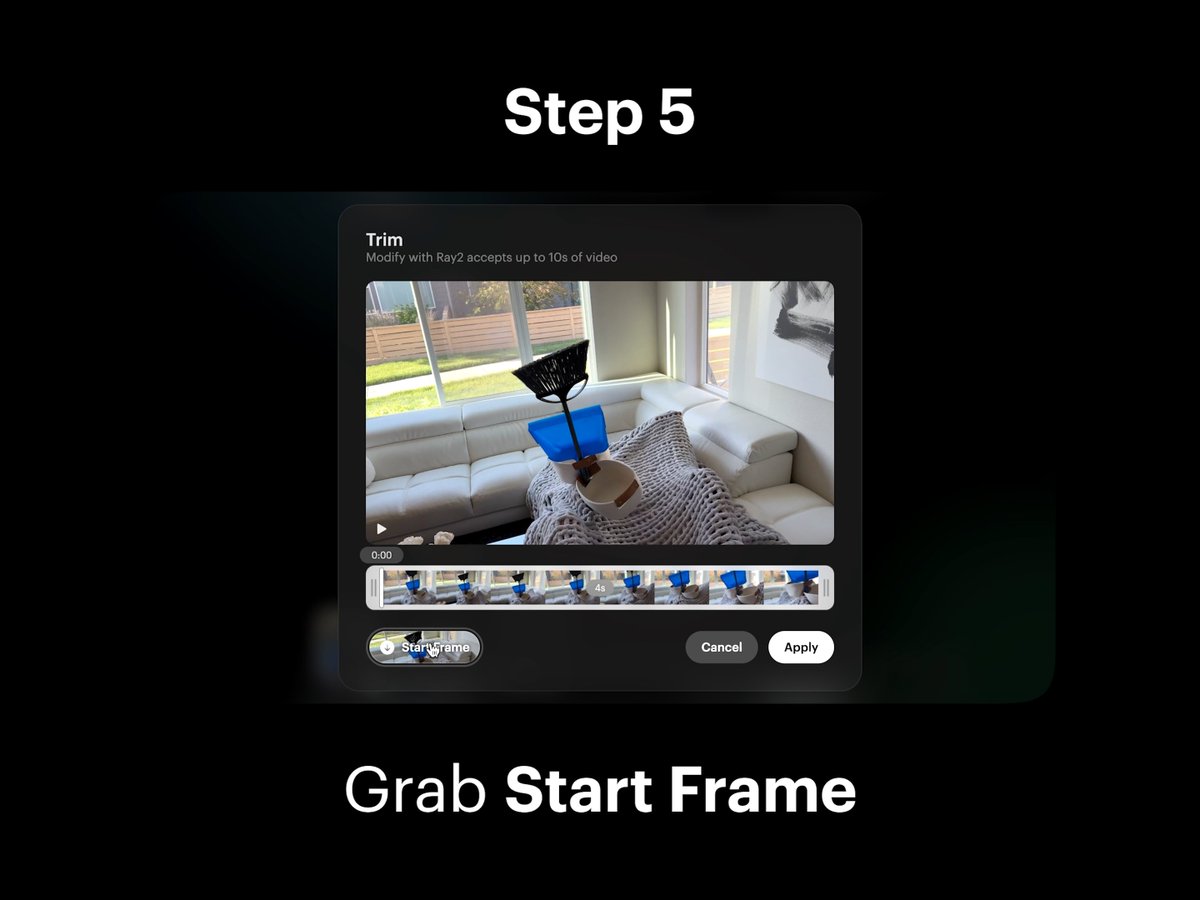 Step 5
Trim
Modify with Ray2 accepts up to 10s of video
0:00
4s
Start Frame
Cancel
Apply
Grab Start Frame